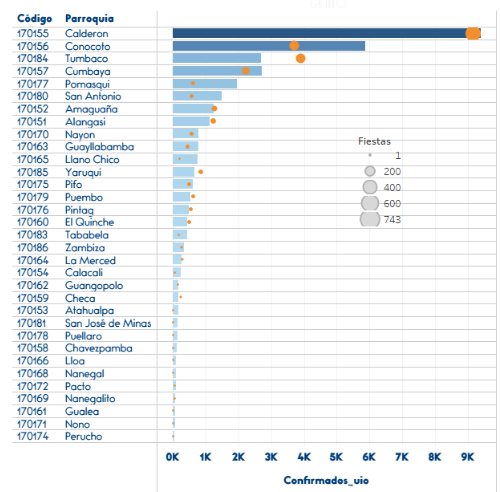 Código Parroquia
170155 Calderon
170156 Conocoto
170184 Tumbaco
170157 Cumbaya
170177 Pomasqui
170180 San Antonio
170152 Amaguaña
170151 Alangasi
170170 Nayon
170163 Guayllabamba
170165 Llano Chico
170185 Yaruqui
170175 Pifo
170179 Puembo
170176 Pintag
170160 El Quinche
170183 Tababela
170186 Zambiza
170164 La Merced
170154 Calacali
170162 Guangopolo
170159 Checa
170153 Atahualpa
170181 San José de Minas
170178 Puellaro
170158 Chavezpamba
170166 Lloa
170168 Nanegal
170172 Pacto
170169 Nanegalito
170161 Gualea
170171 Nono
170174 Perucho
Fiestas
1
200
400
600
743
0K 1K 2K 3K 4K 5K 6K 7K 8K 9K
Confirmados_uio